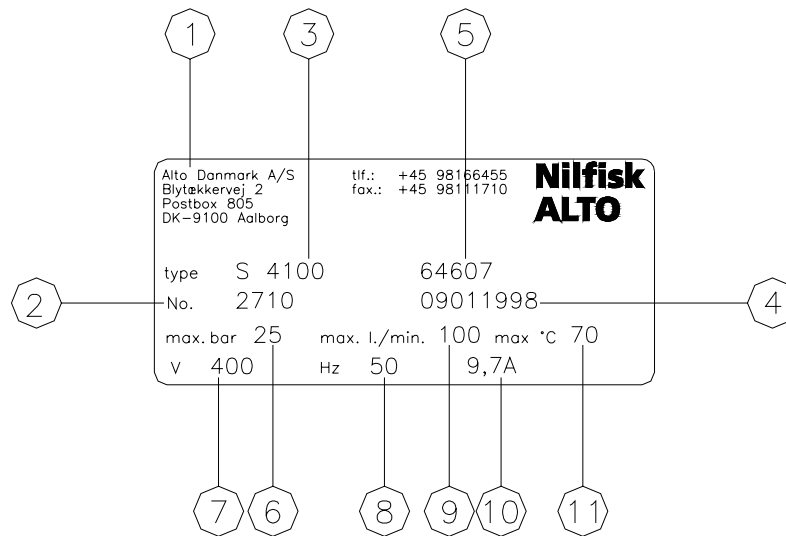 1 3 5
Alto Danmark A/S tlf.: +45 98166455 Nilfisk
Blytækkervej 2 fax.: +45 98111710
Postbox 805 ALTO
DK-9100 Aalborg
type S 4100 64607
2 No. 2710 09011998 4
max. bar 25 max. l./min. 100 max °C 70
V 400 Hz 50 9,7A
7 6 8 9 10 11